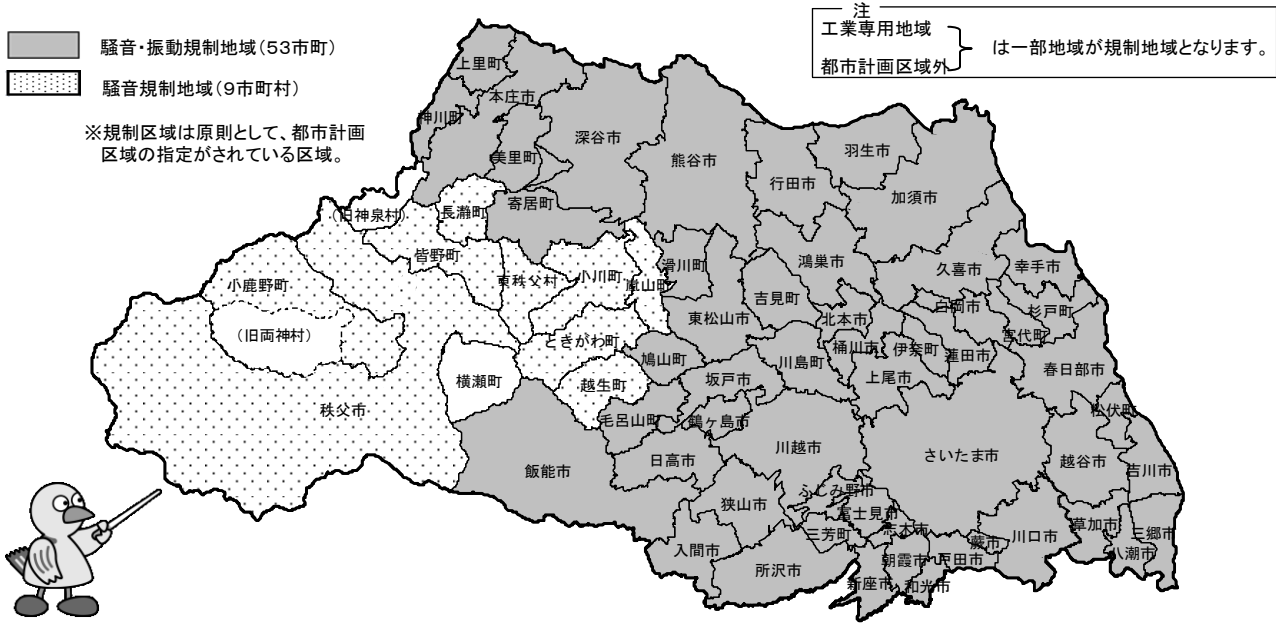 騒音・振動規制地域(53市町)
騒音規制地域(9市町村)
※規制区域は原則として、都市計画
区域の指定がされている区域。
注
工業専用地域
都市計画区域外
は一部地域が規制地域となります。
上里町
本庄市
神川町
美里町
深谷市
熊谷市
行田市
羽生市
加須市
(旧神泉村)
長瀞町
寄居町
皆野町
小鹿野町
東秩父村
小川町
嵐山町
滑川町
吉見町
鴻巣市
久喜市
幸手市
(旧両神村)
東松山市
北本市
白岡市
杉戸町
宮代町
ときがわ町
鳩山町
川島町
桶川市
伊奈町
蓮田市
横瀬町
越生町
坂戸市
上尾市
春日部市
秩父市
毛呂山町
鶴ヶ島市
松伏町
飯能市
日高市
川越市
さいたま市
越谷市
吉川市
狭山市
ふじみ野市
富士見市
入間市
三芳町
志木市
川口市
草加市
三郷市
所沢市
朝霞市
戸田市
蕨市
八潮市
新座市
和光市